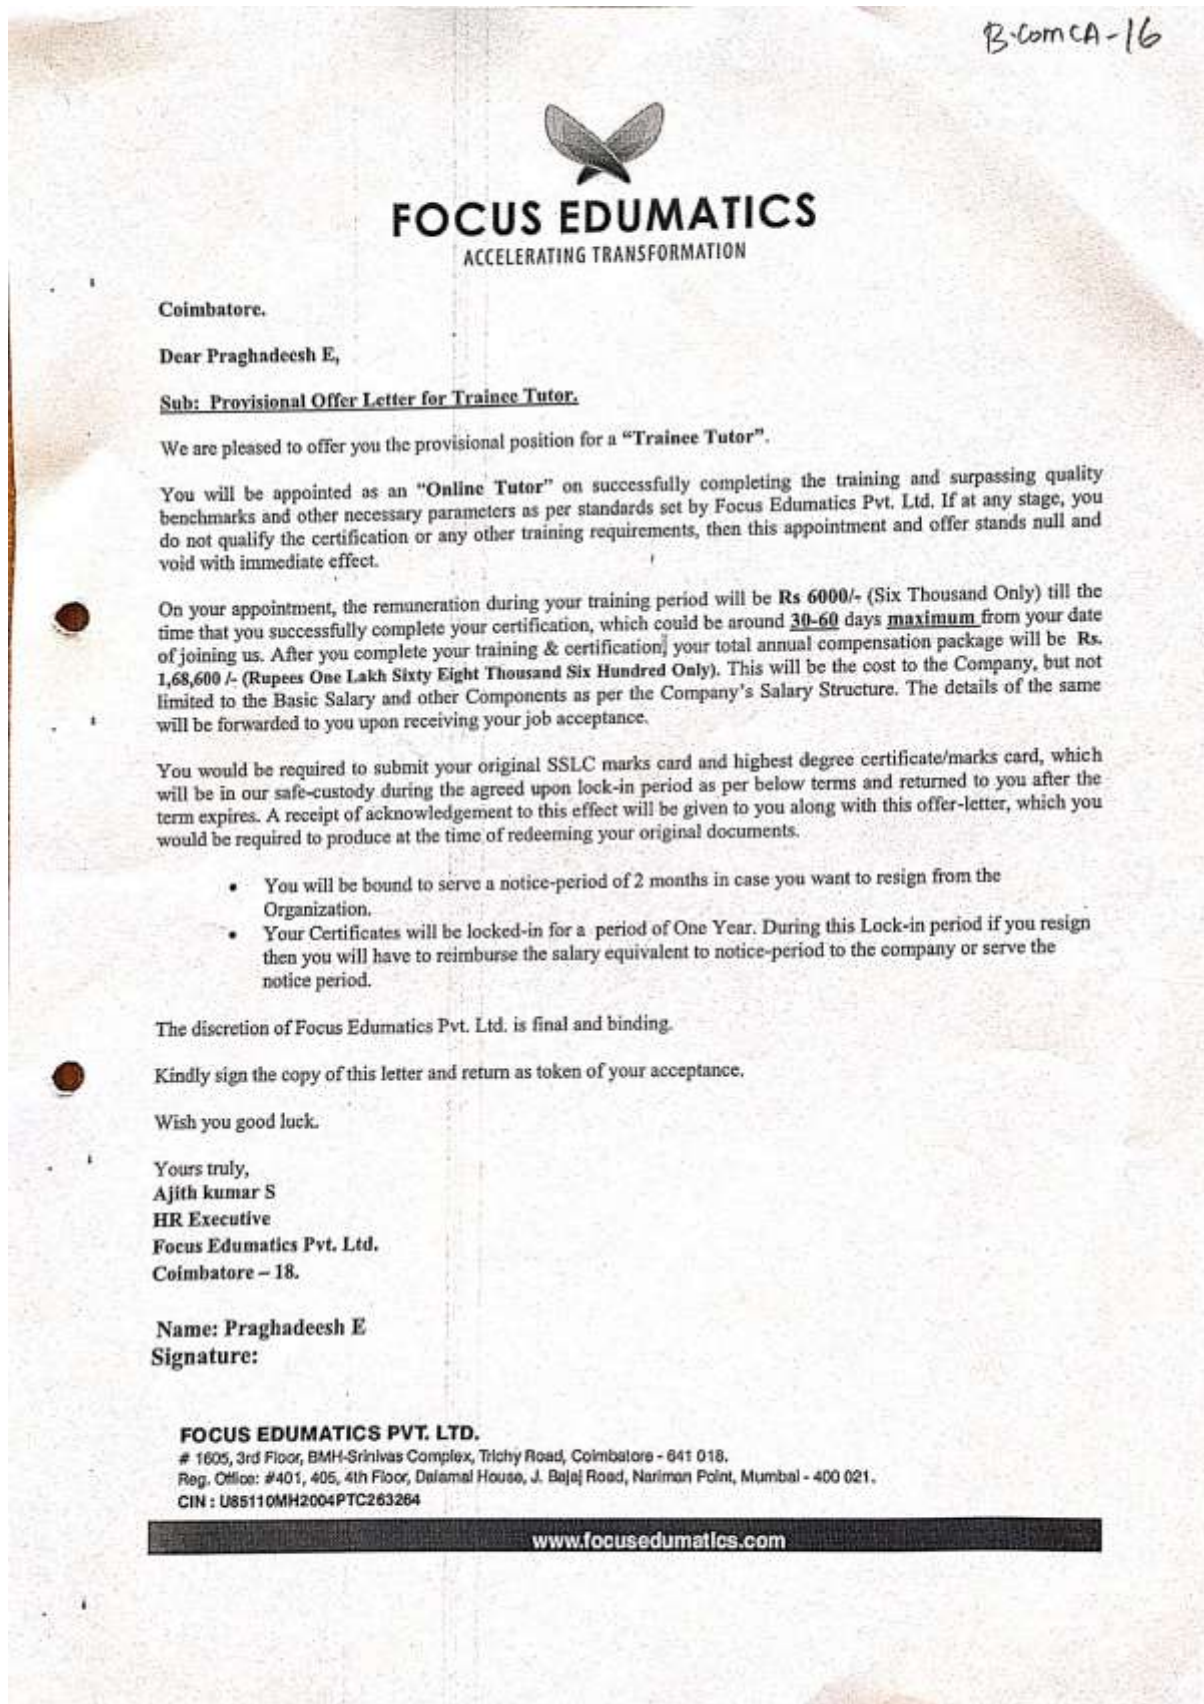 B.Com CA-16
FOCUS EDUMATICS
ACCELERATING TRANSFORMATION
Coimbatore.
Dear Praghadeesh E,
Sub: Provisional Offer Letter for Trainee Tutor.
We are pleased to offer you the provisional position for a “Trainee Tutor”.
You will be appointed as an “Online Tutor” on successfully completing the training and surpassing quality
benchmarks and other necessary parameters as per standards set by Focus Edumatics Pvt. Ltd. If at any stage, you
do not qualify the certification or any other training requirements, then this appointment and offer stands null and
void with immediate effect.
On your appointment, the remuneration during your training period will be Rs 6000/- (Six Thousand Only) till the
time that you successfully complete your certification, which could be around 30-60 days maximum from your date
of joining us. After you complete your training & certification, your total annual compensation package will be Rs.
1,68,600 /- (Rupees One Lakh Sixty Eight Thousand Six Hundred Only). This will be the cost to the Company, but not
limited to the Basic Salary and other Components as per the Company’s Salary Structure. The details of the same
will be forwarded to you upon receiving your job acceptance.
You would be required to submit your original SSLC marks card and highest degree certificate/marks card, which
will be in our safe-custody during the agreed upon lock-in period as per below terms and returned to you after the
term expires. A receipt of acknowledgement to this effect will be given to you along with this offer-letter, which you
would be required to produce at the time of redeeming your original documents.
• You will be bound to serve a notice-period of 2 months in case you want to resign from the
Organization.
• Your Certificates will be locked-in for a period of One Year. During this Lock-in period if you resign
then you will have to reimburse the salary equivalent to notice-period to the company or serve the
notice period.
The discretion of Focus Edumatics Pvt. Ltd. is final and binding.
Kindly sign the copy of this letter and return as token of your acceptance.
Wish you good luck.
Yours truly,
Ajith kumar S
HR Executive
Focus Edumatics Pvt. Ltd.
Coimbatore – 18.
Name: Praghadeesh E
Signature:
FOCUS EDUMATICS PVT. LTD.
# 1605, 3rd Floor, BMH-Srinivas Complex, Trichy Road, Coimbatore - 641 018.
Reg. Office: #401, 405, 4th Floor, Dalamal House, J. Bajaj Road, Nariman Point, Mumbai - 400 021.
CIN : U85110MH2004PTC263264
www.focusedumatics.com